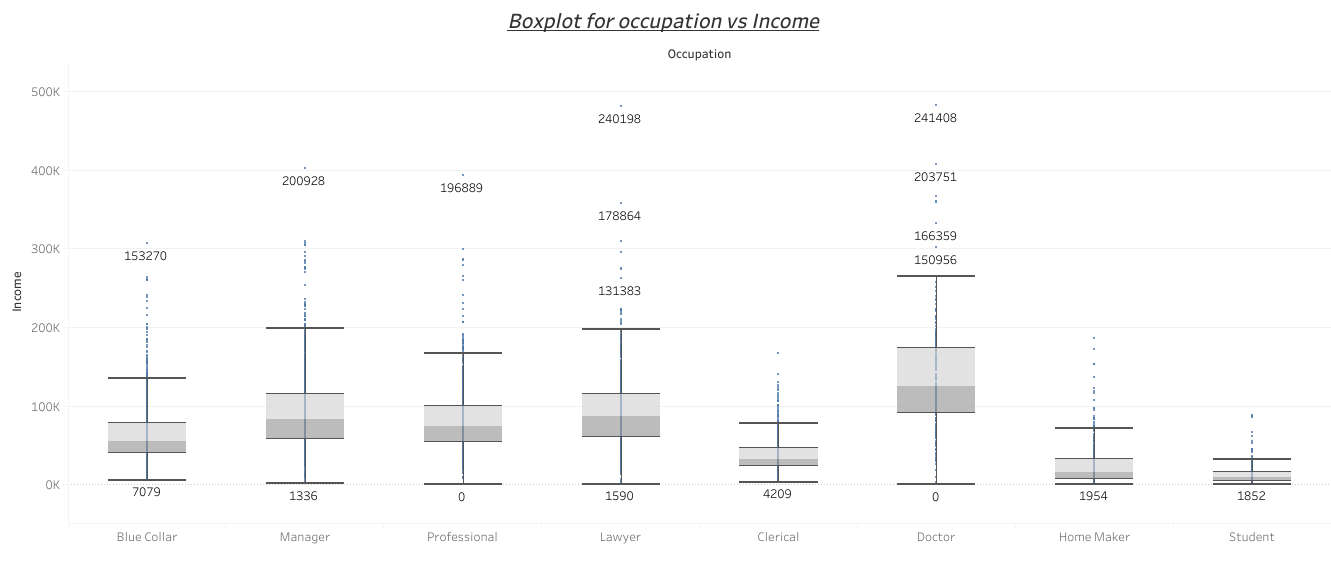 Boxplot for occupation vs Income
Occupation
500K
240198
241408
400K
200928
196889
203751
178864
166359
300K
153270
150956
131383
Income
200K
100K
0K
7079
1336
0
1590
4209
0
1954
1852
Blue Collar
Manager
Professional
Lawyer
Clerical
Doctor
Home Maker
Student